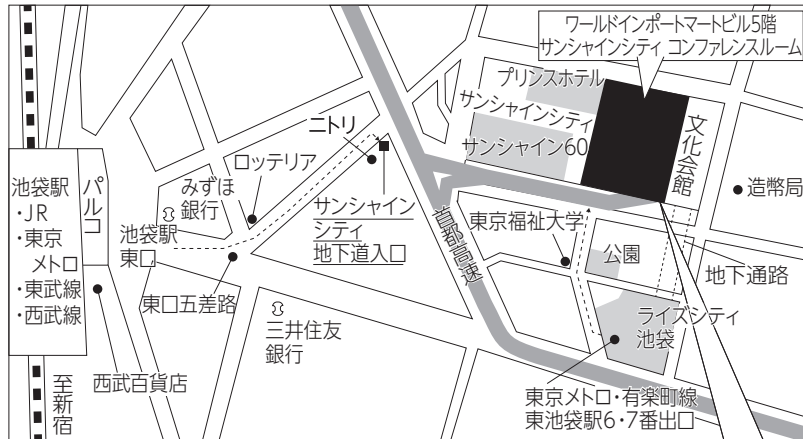 ワールドインポートマートビル5階
サンシャインシティ コンファレンスルーム
プリンスホテル
サンシャインシティ
サンシャイン60
文化会館
造幣局
ニトリ
ロッテリア
みずほ
銀行
サンシャイン
シティ
地下道入口
首都高速
東京福祉大学
公園
地下通路
池袋駅
・JR
・東京
メトロ
・東武線
・西武線
パルコ
池袋駅
東口
東口五差路
三井住友
銀行
西武百貨店
至新宿
ライズシティ
池袋
東京メトロ・有楽町線
東池袋駅6・7番出口